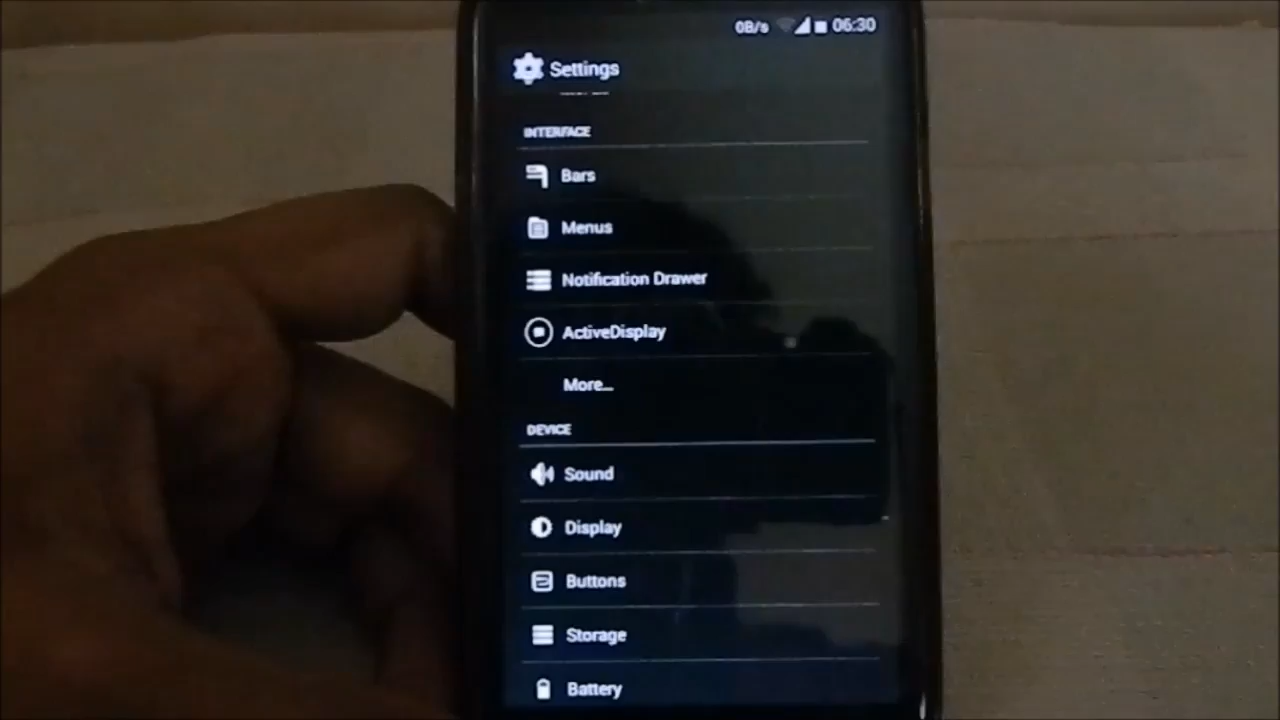 0B/s 06:30
Settings
INTERFACE
Bars
Menus
Notification Drawer
ActiveDisplay
More...
DEVICE
Sound
Display
Buttons
Storage
Battery